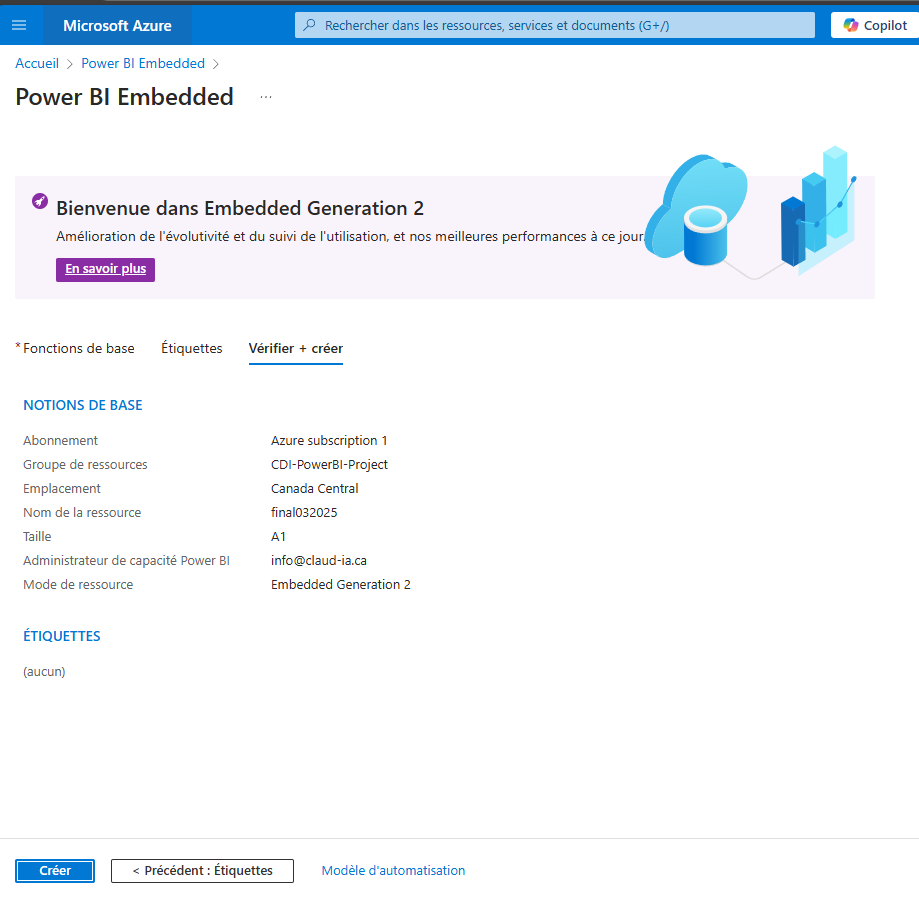 Microsoft Azure
Rechercher dans les ressources, services et documents (G+/)
Copilot
Accueil > Power BI Embedded >
Power BI Embedded ...
Bienvenue dans Embedded Generation 2
Amélioration de l'évolutivité et du suivi de l'utilisation, et nos meilleures performances à ce jour.
En savoir plus
* Fonctions de base Étiquettes Vérifier + créer
NOTIONS DE BASE
Abonnement Azure subscription 1
Groupe de ressources CDI-PowerBI-Project
Emplacement Canada Central
Nom de la ressource final032025
Taille A1
Administrateur de capacité Power BI info@claud-ia.ca
Mode de ressource Embedded Generation 2
ÉTIQUETTES
(aucun)
Créer < Précédent : Étiquettes Modèle d'automatisation